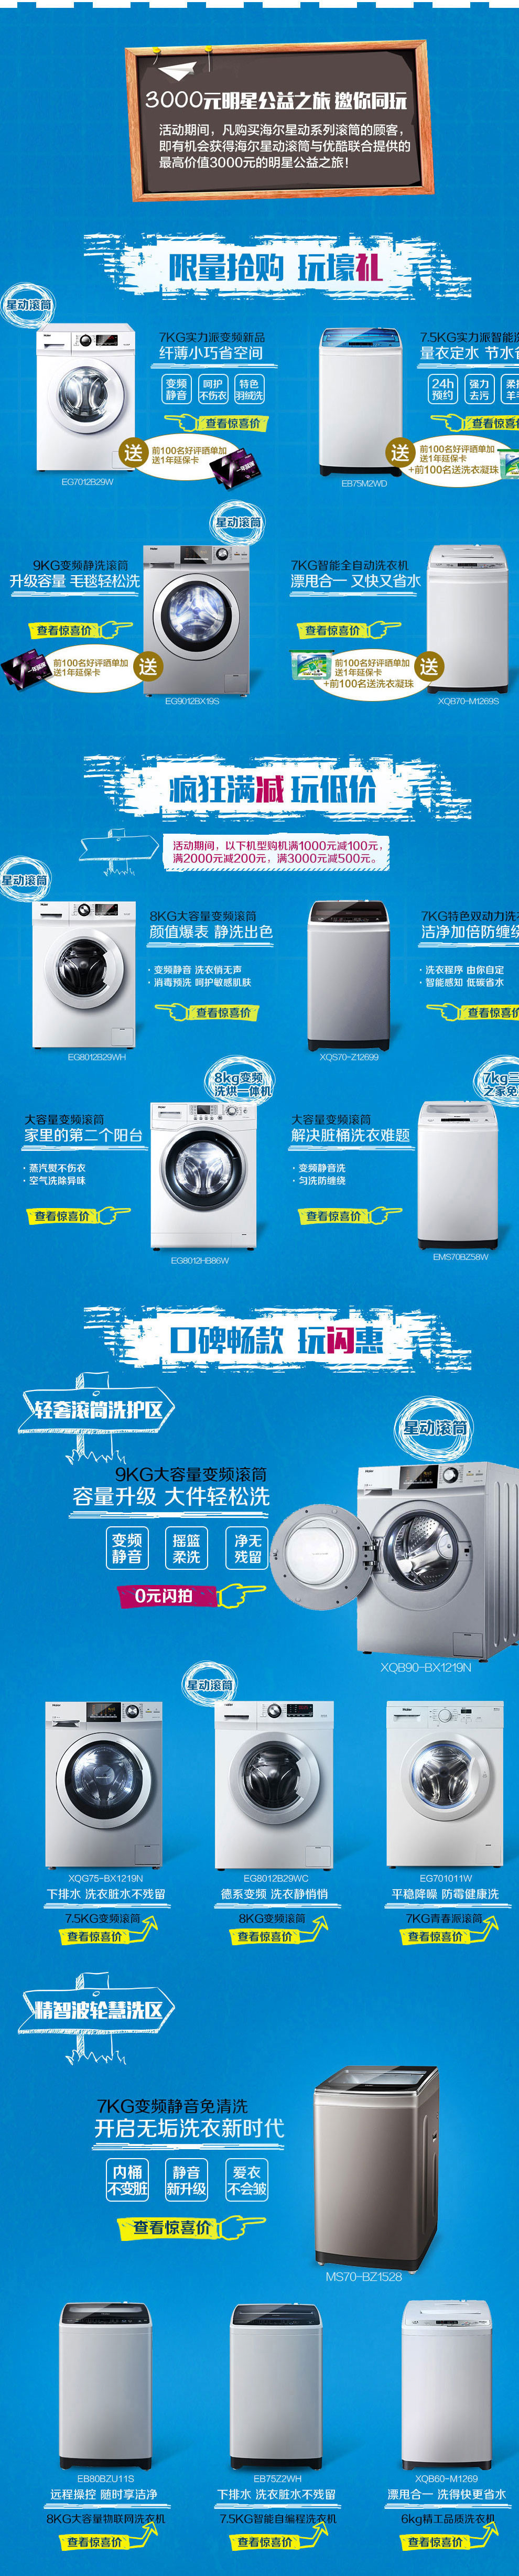 3000元明星公益之旅 邀你同玩
活动期间，凡购买海尔星动系列滚筒的顾客，
即有机会获得海尔星动滚筒与优酷联合提供的
最高价值3000元的明星公益之旅！
限量抢购 玩壕礼
星动滚筒
7KG实力派变频新品
纤薄小巧省空间
变频
静音
呵护
不伤衣
特色
羽绒洗
查看惊喜价
送
前100名好评晒单加
送1年延保卡
EG7012B29W
7.5KG实力派智能洗
量衣定水 节水省
24h
预约
强力
去污
柔
羊
查看惊喜价
送
前100名好评晒单加
送1年延保卡
+前100名送洗衣凝珠
EB75M2WD
星动滚筒
9KG变频静洗滚筒
升级容量 毛毯轻松洗
查看惊喜价
前100名好评晒单加
送1年延保卡
送
EG9012BX19S
7KG智能全自动洗衣机
漂甩合一 又快又省水
查看惊喜价
前100名好评晒单加
送1年延保卡
+前100名送洗衣凝珠
送
XQB70-M1269S
疯狂满减 玩低价
活动期间，以下机型购机满1000元减100元，
满2000元减200元，满3000元减500元。
星动滚筒
8KG大容量变频滚筒
颜值爆表 静洗出色
· 变频静音 洗衣悄无声
· 消毒预洗 呵护敏感肌肤
查看惊喜价
EG8012B29WH
7KG特色双动力洗
洁净加倍防缠绕
· 洗衣程序 由你自定
· 智能感知 低碳省水
查看惊喜价
XQS70-Z12699
8kg变频
洗烘一体机
大容量变频滚筒
家里的第二个阳台
· 蒸汽熨不伤衣
· 空气洗除异味
查看惊喜价
EG8012HB86W
7kg三
之家免
大容量变频滚筒
解决脏桶洗衣难题
· 变频静音洗
· 匀洗防缠绕
查看惊喜价
EMS70BZ58W
口碑畅款 玩闪惠
轻奢滚筒洗护区
星动滚筒
9KG大容量变频滚筒
容量升级 大件轻松洗
变频
静音
摇篮
柔洗
净无
残留
0元闪拍
XQB90-BX1219N
星动滚筒
XQG75-BX1219N
下排水 洗衣脏水不残留
7.5KG变频滚筒
查看惊喜价
EG8012B29WC
德系变频 洗衣静悄悄
8KG变频滚筒
查看惊喜价
EG701011W
平稳降噪 防霉健康洗
7KG青春派滚筒
查看惊喜价
精智波轮慧洗区
7KG变频静音免清洗
开启无垢洗衣新时代
内桶
不变脏
静音
新升级
爱衣
不会皱
查看惊喜价
MS70-BZ1528
EB80BZU11S
远程操控 随时享洁净
8KG大容量物联网洗衣机
查看惊喜价
EB75Z2WH
下排水 洗衣脏水不残留
7.5KG智能自编程洗衣机
查看惊喜价
XQB60-M1269
漂甩合一 洗得快更省水
6kg精工品质洗衣机
查看惊喜价